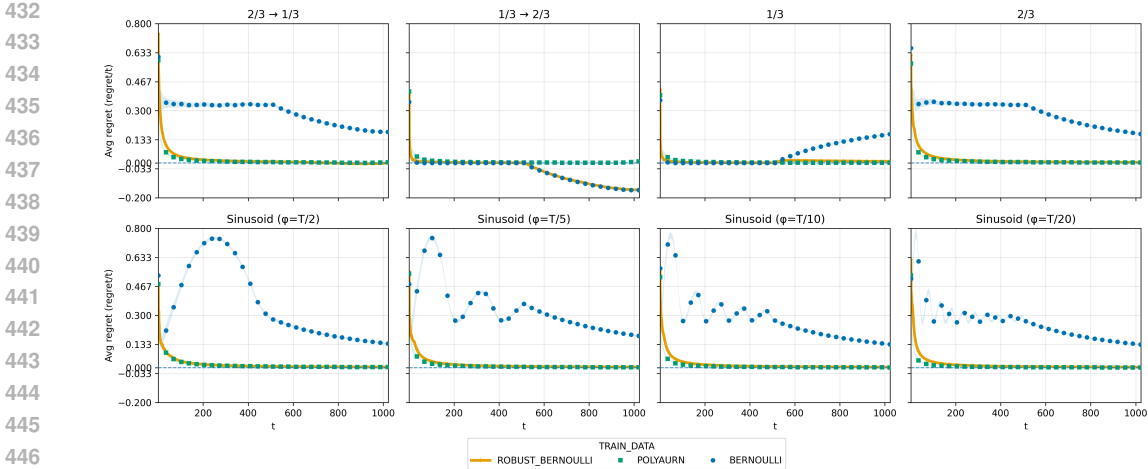 432
433
434
435
436
437
438
439
440
441
442
443
444
445
446
2/3 → 1/3
1/3 → 2/3
1/3
2/3
Avg regret (regret/t)
0.800
0.633
0.467
0.300
0.133
0.000
−0.033
−0.200
Sinusoid (φ=T/2)
Sinusoid (φ=T/5)
Sinusoid (φ=T/10)
Sinusoid (φ=T/20)
Avg regret (regret/t)
0.800
0.633
0.467
0.300
0.133
0.000
−0.033
−0.200
200 400 600 800 1000
200 400 600 800 1000
200 400 600 800 1000
200 400 600 800 1000
t
t
t
t
TRAIN_DATA
ROBUST_BERNOULLI POLYAURN BERNOULLI